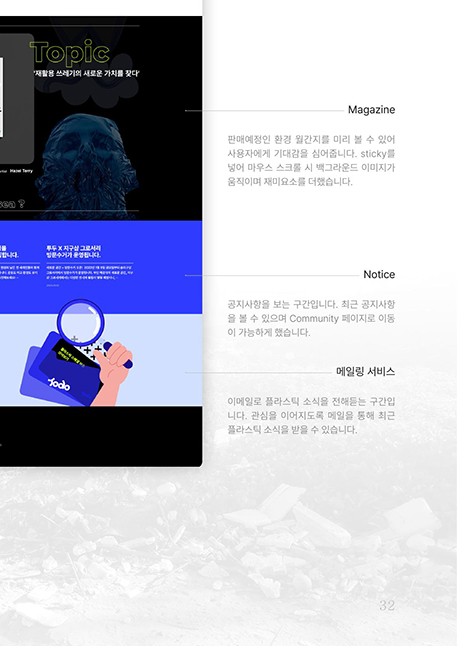 Topic
'재활용 쓰레기의 새로운 가치를 찾다'
Hazel Terry
sea ?
투두 X 지구샵 그로서리
방문수거가 운영됩니다.
todo
Magazine
판매예정인 환경 월간지를 미리 볼 수 있어
사용자에게 기대감을 심어줍니다. sticky를
넣어 마우스 스크롤 시 백그라운드 이미지가
움직이며 재미요소를 더했습니다.
Notice
공지사항을 보는 구간입니다. 최근 공지사항
을 볼 수 있으며 Community 페이지로 이동
이 가능하게 했습니다.
메일링 서비스
이메일로 플라스틱 소식을 전해듣는 구간입
니다. 관심을 이어지도록 메일을 통해 최근
플라스틱 소식을 받을 수 있습니다.
32